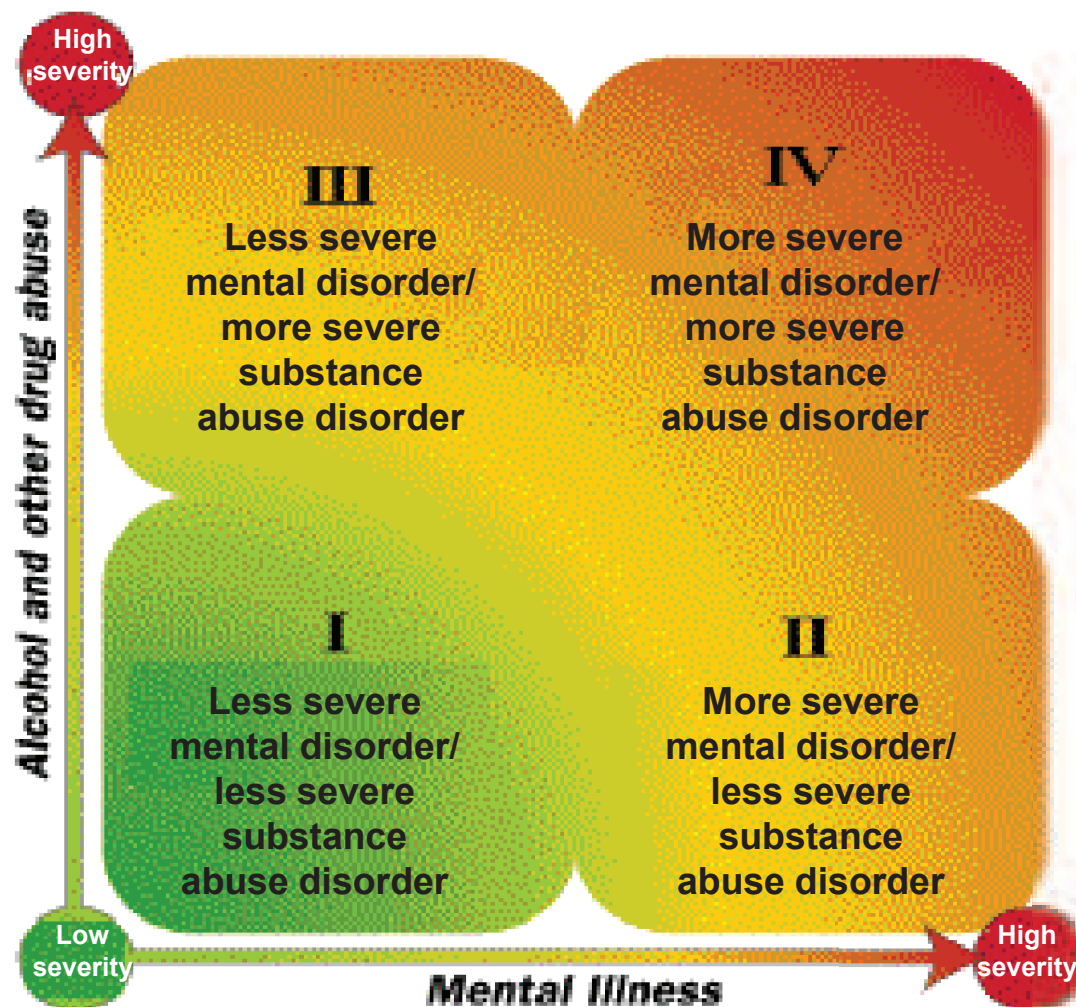 High
severity
Alcohol and other drug abuse
III
Less severe
mental disorder/
more severe
substance
abuse disorder
IV
More severe
mental disorder/
more severe
substance
abuse disorder
I
Less severe
mental disorder/
less severe
substance
abuse disorder
II
More severe
mental disorder/
less severe
substance
abuse disorder
Low
severity
Mental Illness
High
severity